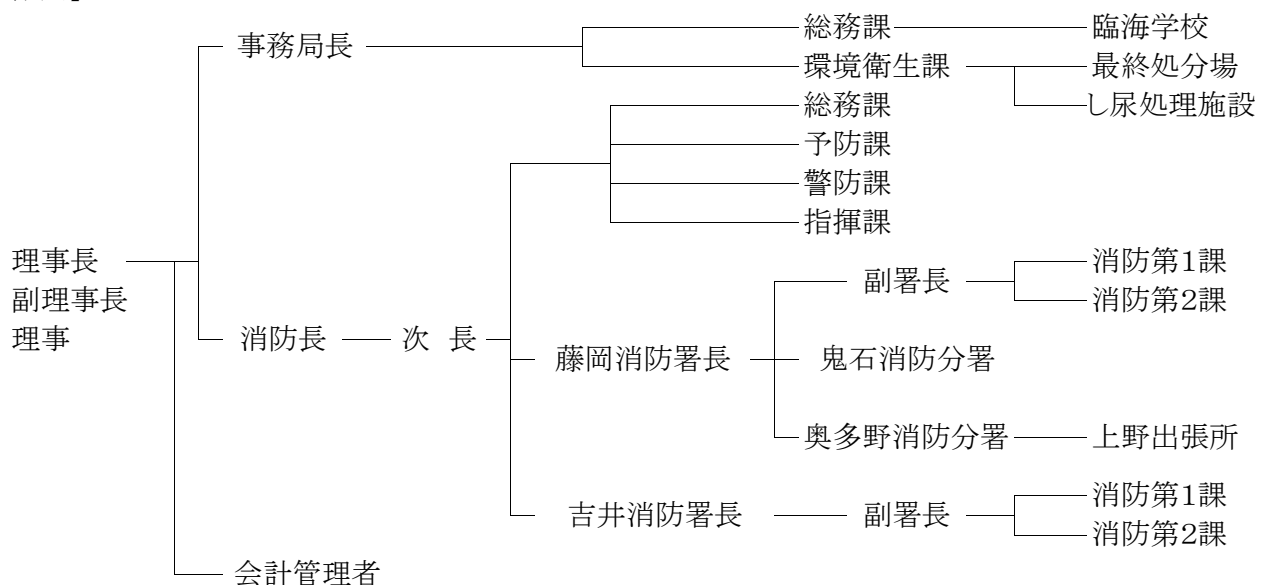 事務局長 総務課 臨海学校
環境衛生課 最終処分場
総務課 し尿処理施設
予防課
警防課
指揮課
理事長 副署長 消防第1課
副理事長 消防第2課
理事 消防長 次 長
藤岡消防署長 鬼石消防分署
奥多野消防分署 上野出張所
吉井消防署長 副署長 消防第1課
消防第2課
会計管理者